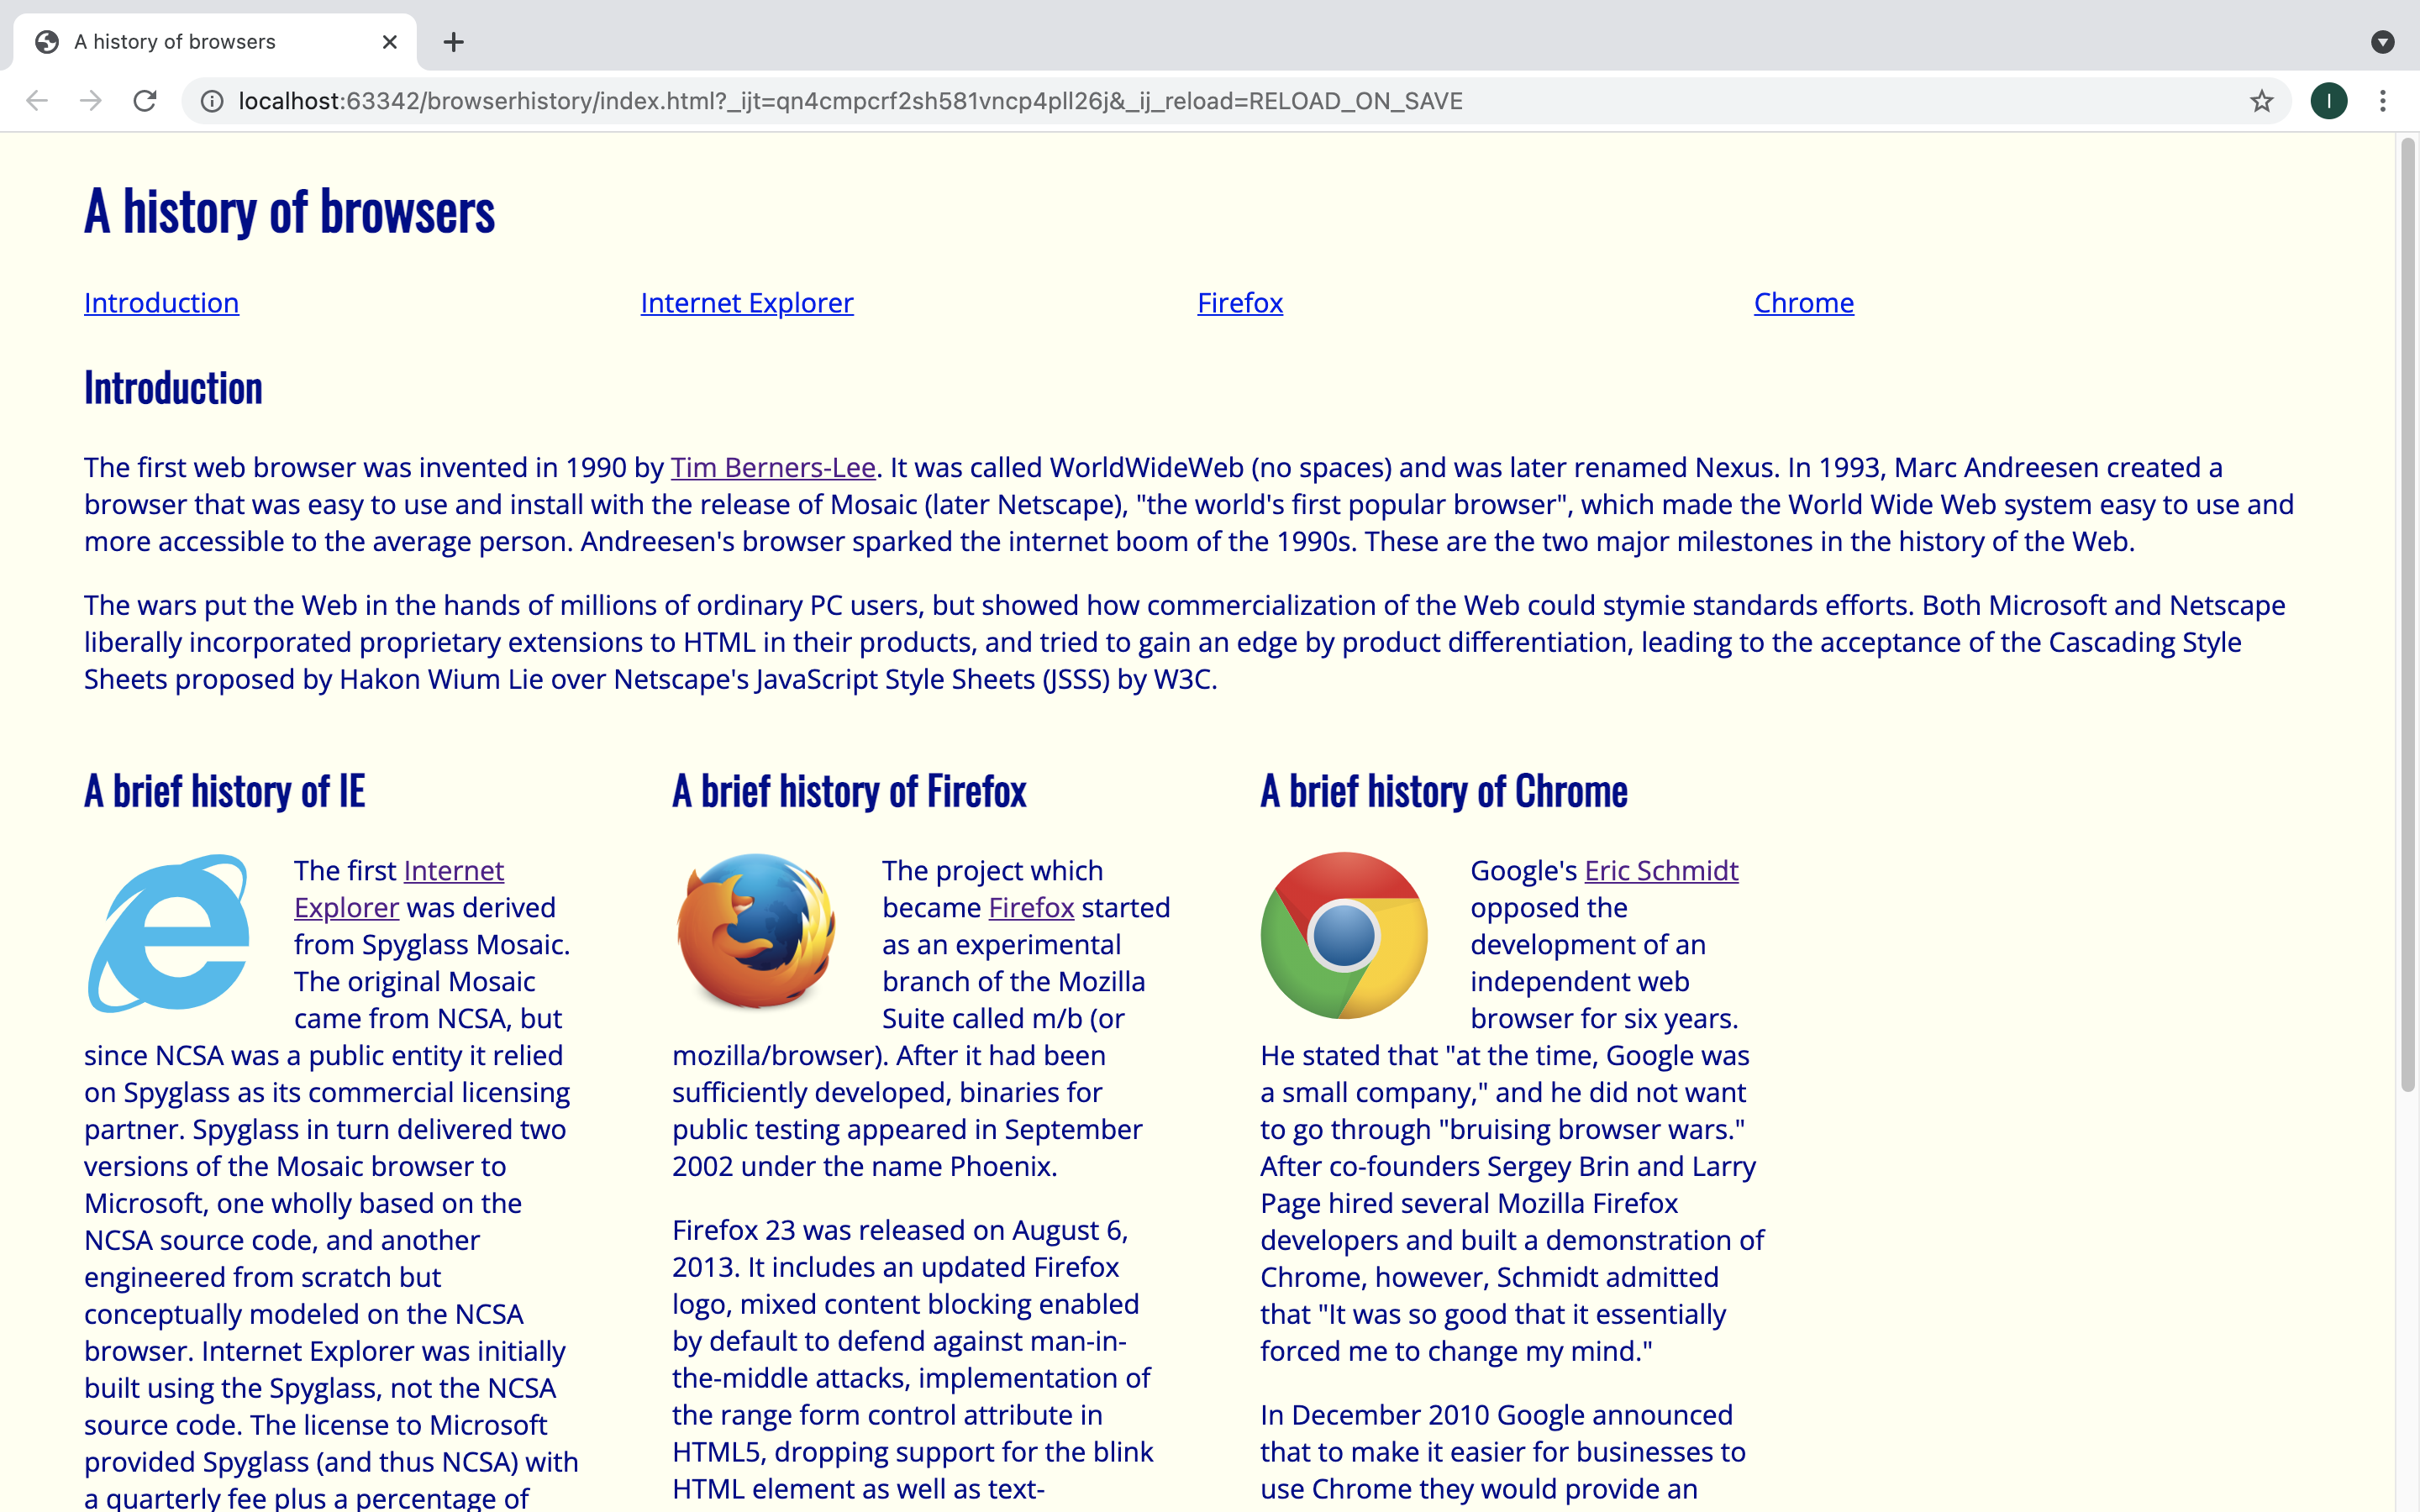 A history of browsers
localhost:63342/browserhistory/index.html?_ijt=qn4cmpcrf2sh581vncp4pll26j&_ij_reload=RELOAD_ON_SAVE
I
A history of browsers
Introduction
Internet Explorer
Firefox
Chrome
Introduction
The first web browser was invented in 1990 by Tim Berners-Lee. It was called WorldWideWeb (no spaces) and was later renamed Nexus. In 1993, Marc Andreesen created a
browser that was easy to use and install with the release of Mosaic (later Netscape), "the world's first popular browser", which made the World Wide Web system easy to use and
more accessible to the average person. Andreesen's browser sparked the internet boom of the 1990s. These are the two major milestones in the history of the Web.
The wars put the Web in the hands of millions of ordinary PC users, but showed how commercialization of the Web could stymie standards efforts. Both Microsoft and Netscape
liberally incorporated proprietary extensions to HTML in their products, and tried to gain an edge by product differentiation, leading to the acceptance of the Cascading Style
Sheets proposed by Hakon Wium Lie over Netscape's JavaScript Style Sheets (JSSS) by W3C.
A brief history of IE
The first Internet
Explorer was derived
from Spyglass Mosaic.
The original Mosaic
came from NCSA, but
since NCSA was a public entity it relied
on Spyglass as its commercial licensing
partner. Spyglass in turn delivered two
versions of the Mosaic browser to
Microsoft, one wholly based on the
NCSA source code, and another
engineered from scratch but
conceptually modeled on the NCSA
browser. Internet Explorer was initially
built using the Spyglass, not the NCSA
source code. The license to Microsoft
provided Spyglass (and thus NCSA) with
a quarterly fee plus a percentage of
A brief history of Firefox
The project which
became Firefox started
as an experimental
branch of the Mozilla
Suite called m/b (or
mozilla/browser). After it had been
sufficiently developed, binaries for
public testing appeared in September
2002 under the name Phoenix.
Firefox 23 was released on August 6,
2013. It includes an updated Firefox
logo, mixed content blocking enabled
by default to defend against man-in-
the-middle attacks, implementation of
the range form control attribute in
HTML5, dropping support for the blink
HTML element as well as text-
A brief history of Chrome
Google's Eric Schmidt
opposed the
development of an
independent web
browser for six years.
He stated that "at the time, Google was
a small company," and he did not want
to go through "bruising browser wars."
After co-founders Sergey Brin and Larry
Page hired several Mozilla Firefox
developers and built a demonstration of
Chrome, however, Schmidt admitted
that "It was so good that it essentially
forced me to change my mind."
In December 2010 Google announced
that to make it easier for businesses to
use Chrome they would provide an